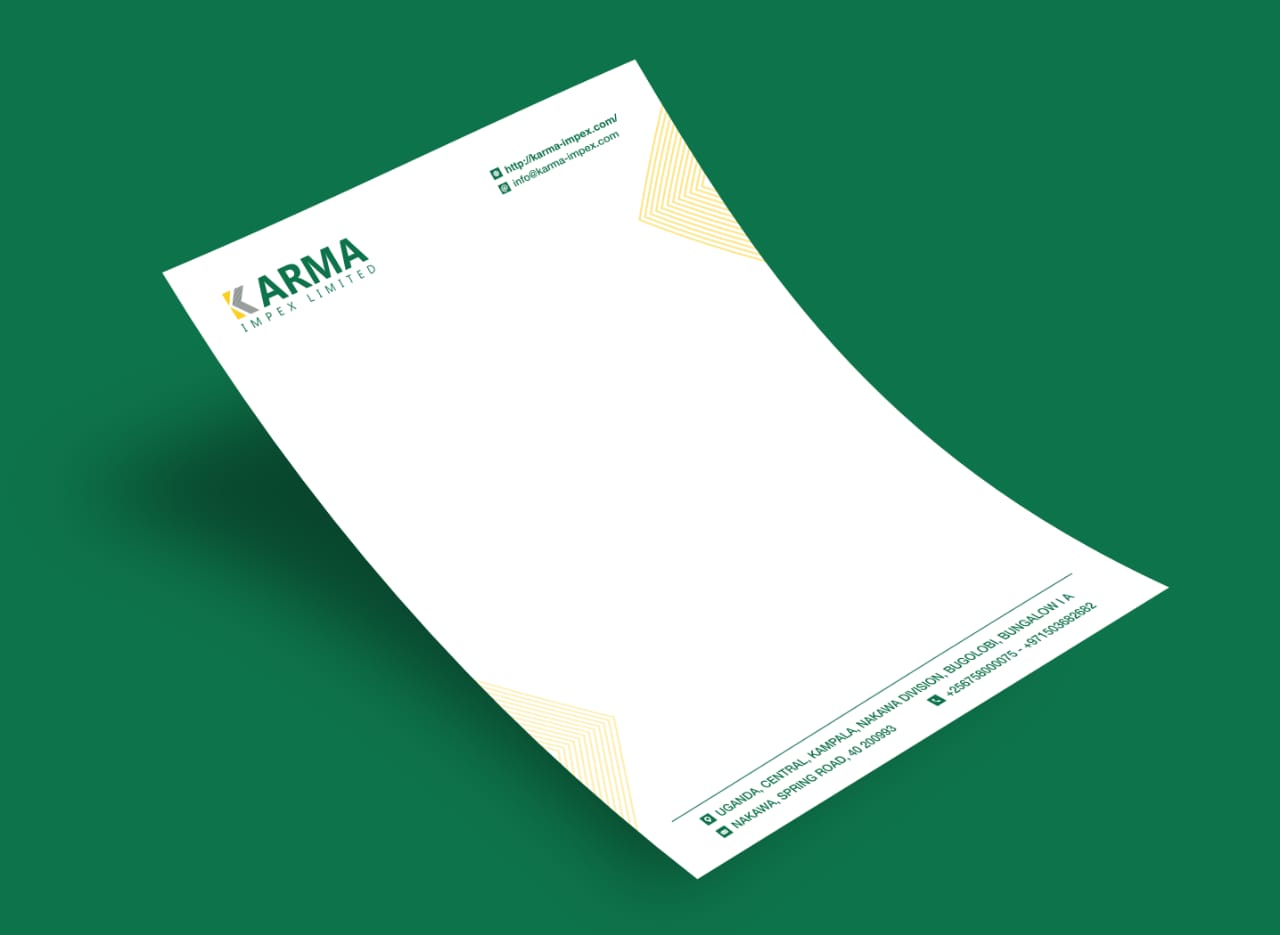 http://karma-impex.com/
info@karma-impex.com
KARMA
IMPEX LIMITED
UGANDA, CENTRAL, KAMPALA, NAKAWA DIVISION, BUGOLOBI, BUNGALOW I A
NAKAWA, SPRING ROAD, 40 200993
+256758000075 - +971503682682